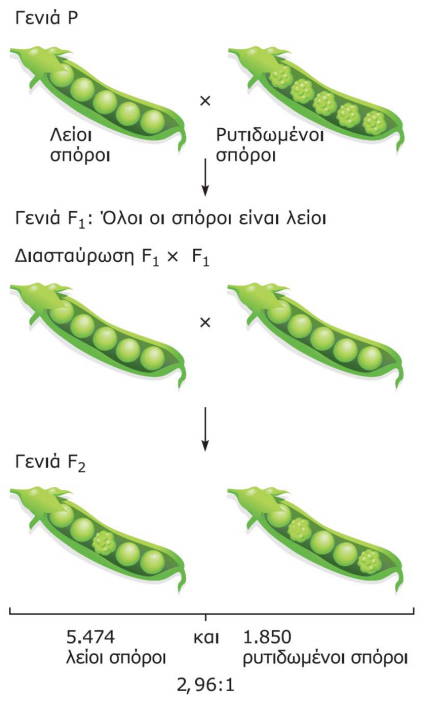 Γενιά P
×
Λείοι σπόροι
Ρυτιδωμένοι σπόροι
Γενιά F₁: Όλοι οι σπόροι είναι λείοι
Διασταύρωση F₁ × F₁
×
Γενιά F₂
5.474 λείοι σπόροι
και
1.850 ρυτιδωμένοι σπόροι
2,96:1